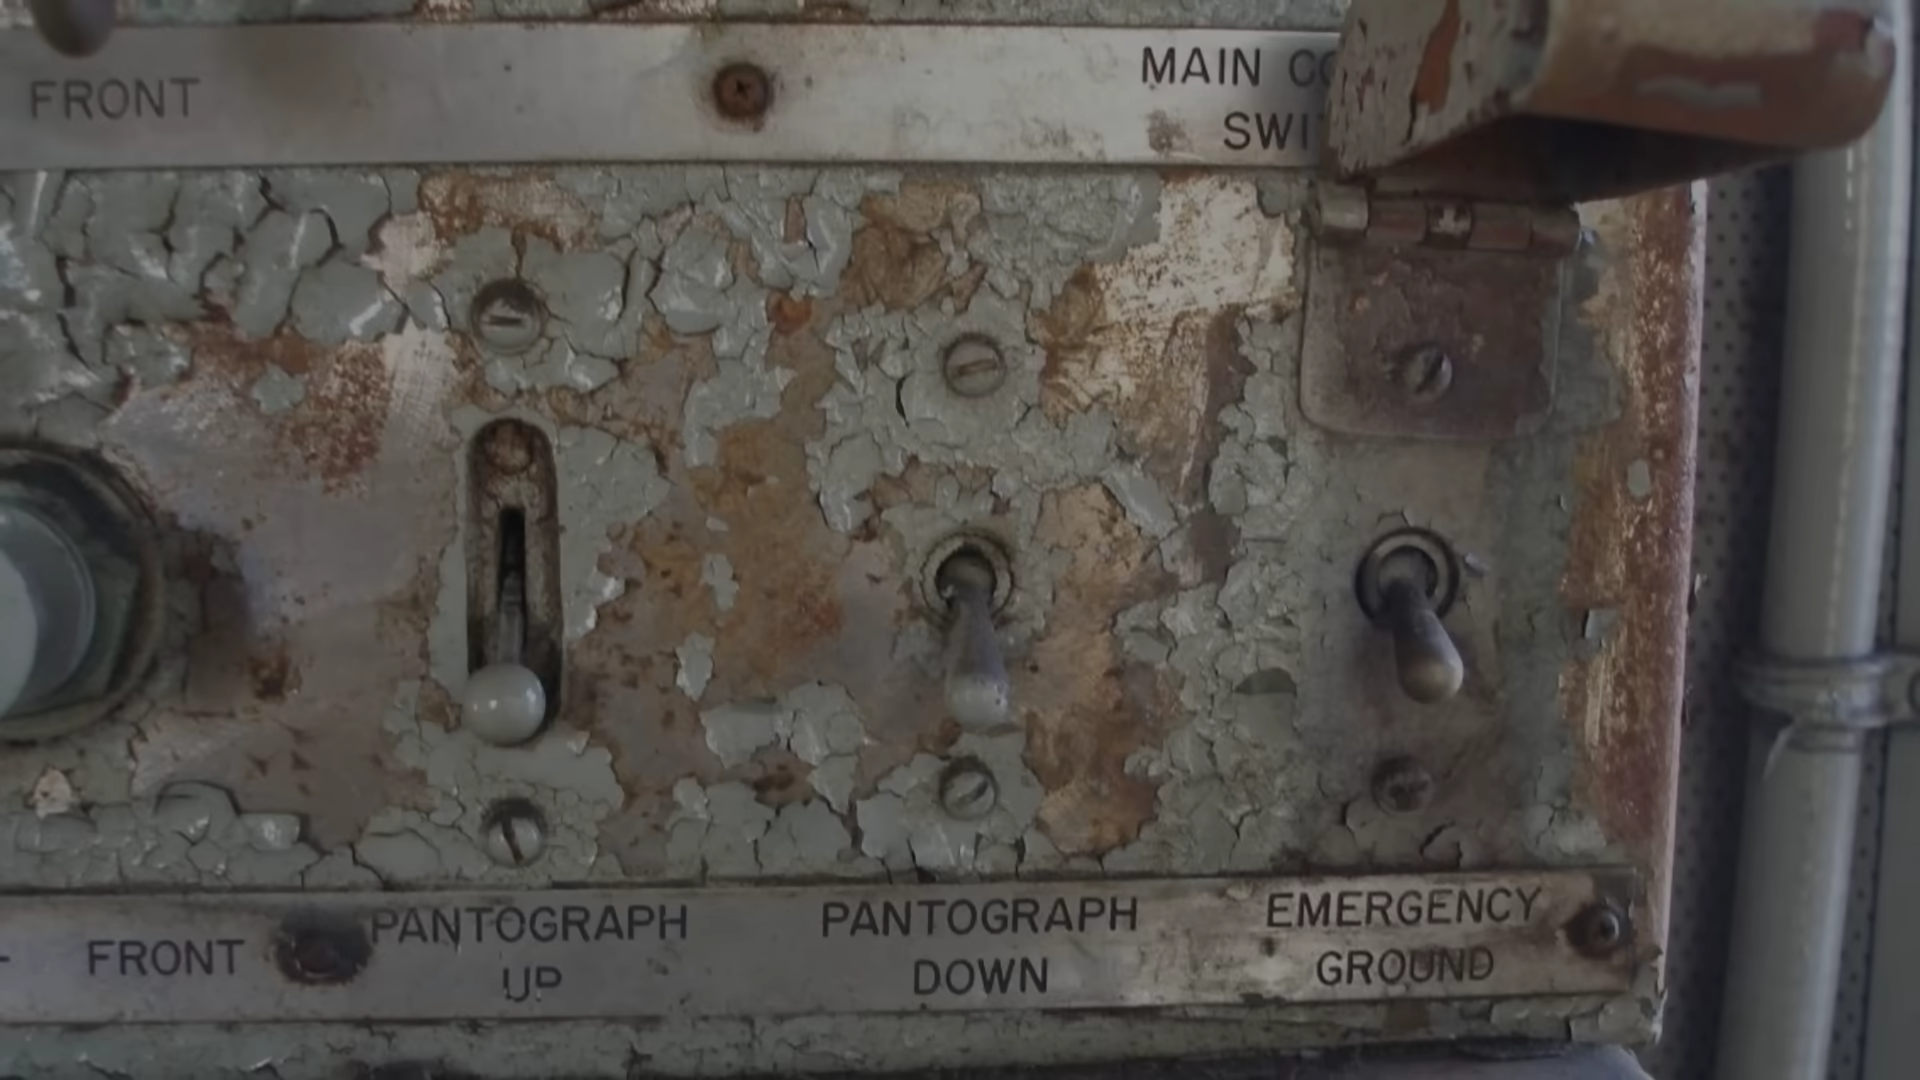 FRONT
MAIN
FRONT
PANTOGRAPH
UP
PANTOGRAPH
DOWN
EMERGENCY
GROUND